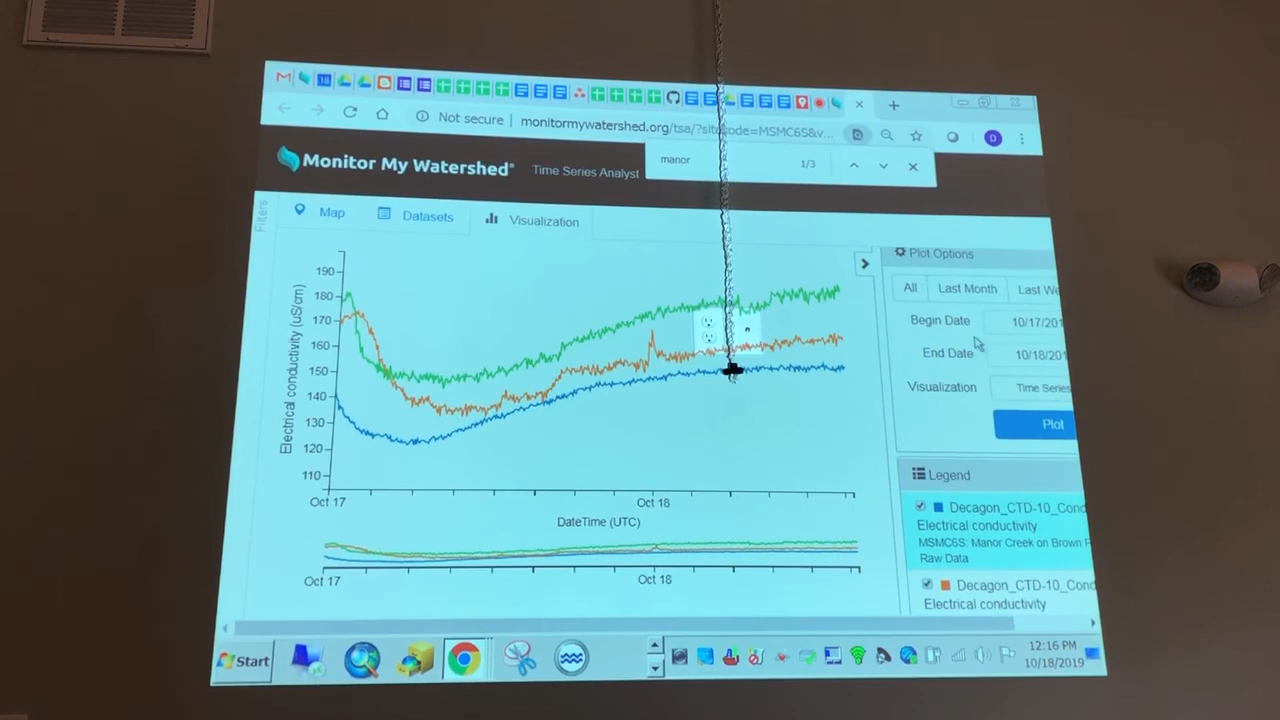 Not secure | monitormywatershed.org/tsa/?sitecode=MSMC6S&v...
D
manor 1/3
Monitor My Watershed®
Time Series Analyst
Filters
Map
Datasets
Visualization
Plot Options
All
Last Month
Last We
Begin Date 10/17/201
End Date 10/18/201
Visualization Time Series
Plot
Legend
Decagon_CTD-10_Cond
Electrical conductivity
MSMC6S: Manor Creek on Brown
Raw Data
Decagon_CTD-10_Cond
Electrical conductivity
Electrical conductivity (uS/cm)
190
180
170
160
150
140
130
120
110
Oct 17
Oct 18
DateTime (UTC)
Oct 17
Oct 18
Start
12:16 PM
10/18/2019